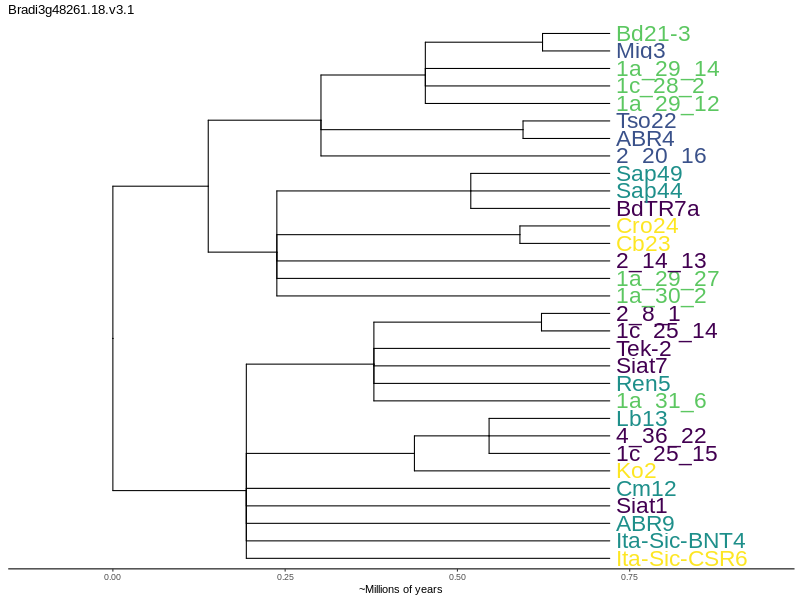 Bradi3g48261.18.v3.1
Bd21-3
Mig3
1a_29_14
1c_28_2
1a_29_12
Tso22
ABR4
2_20_16
Sap49
Sap44
BdTR7a
Cro24
Cb23
2_14_13
1a_29_27
1a_30_2
2_8_1
1c_25_14
Tek-2
Siat7
Ren5
1a_31_6
Lb13
4_36_22_
1c_25_15
Ko2
Cm12
Siat1
ABR9
Ita-Sic-BNT4
Ita-Sic-CSR6
0.00 0.25 0.50 0.75
~Millions of years